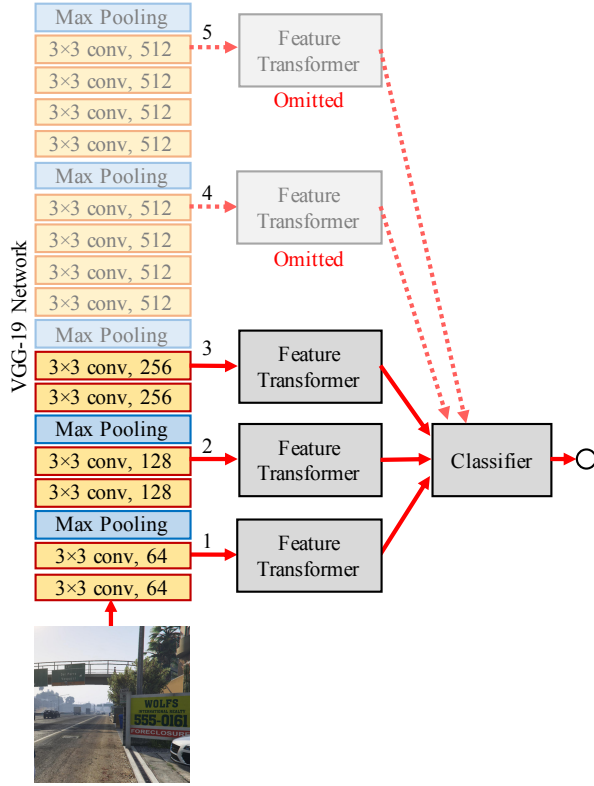 Max Pooling
3×3 conv, 512
3×3 conv, 512
3×3 conv, 512
3×3 conv, 512
Max Pooling
3×3 conv, 512
3×3 conv, 512
3×3 conv, 512
3×3 conv, 512
Max Pooling
3×3 conv, 256
3×3 conv, 256
Max Pooling
3×3 conv, 128
3×3 conv, 128
Max Pooling
3×3 conv, 64
3×3 conv, 64
VGG-19 Network
5
Feature
Transformer
Omitted
4
Feature
Transformer
Omitted
3
Feature
Transformer
2
Feature
Transformer
1
Feature
Transformer
Classifier
WOLFS
INTERNATIONAL REALTY
555-0161
FORECLOSURE